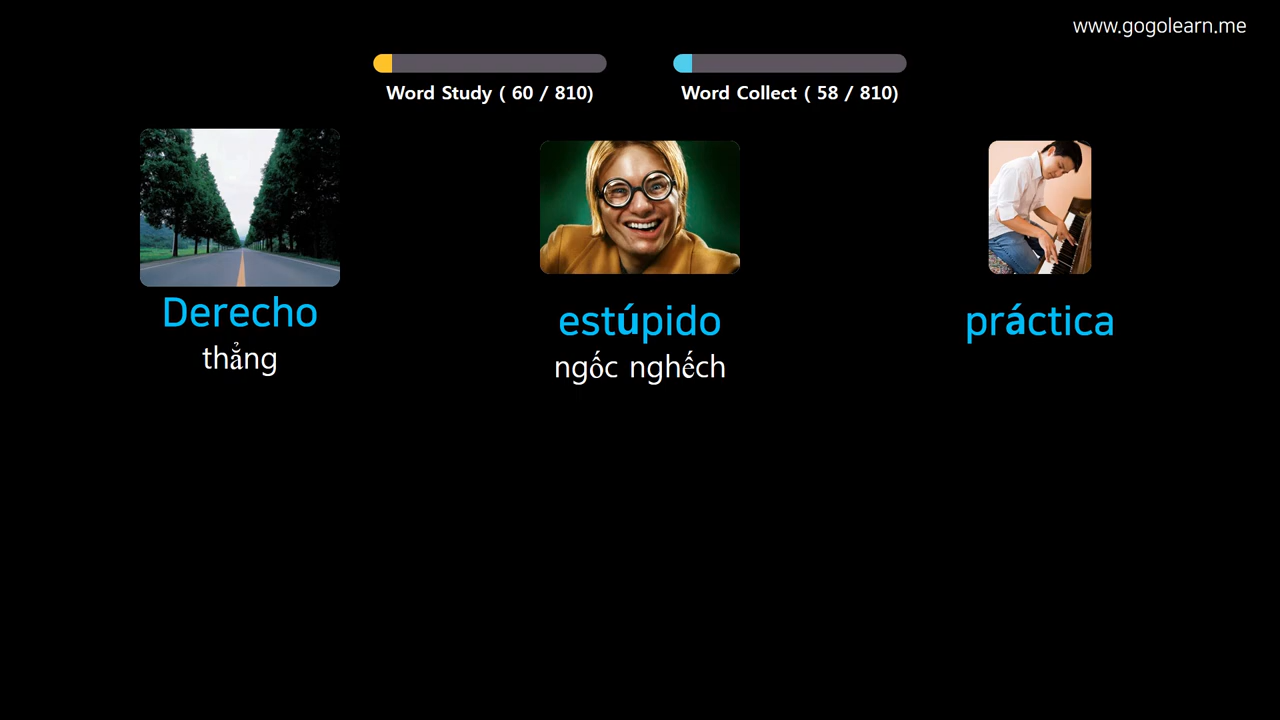 www.gogolearn.me
Word Study ( 60 / 810)
Word Collect ( 58 / 810)
Derecho
thẳng
estúpido
ngốc nghếch
práctica